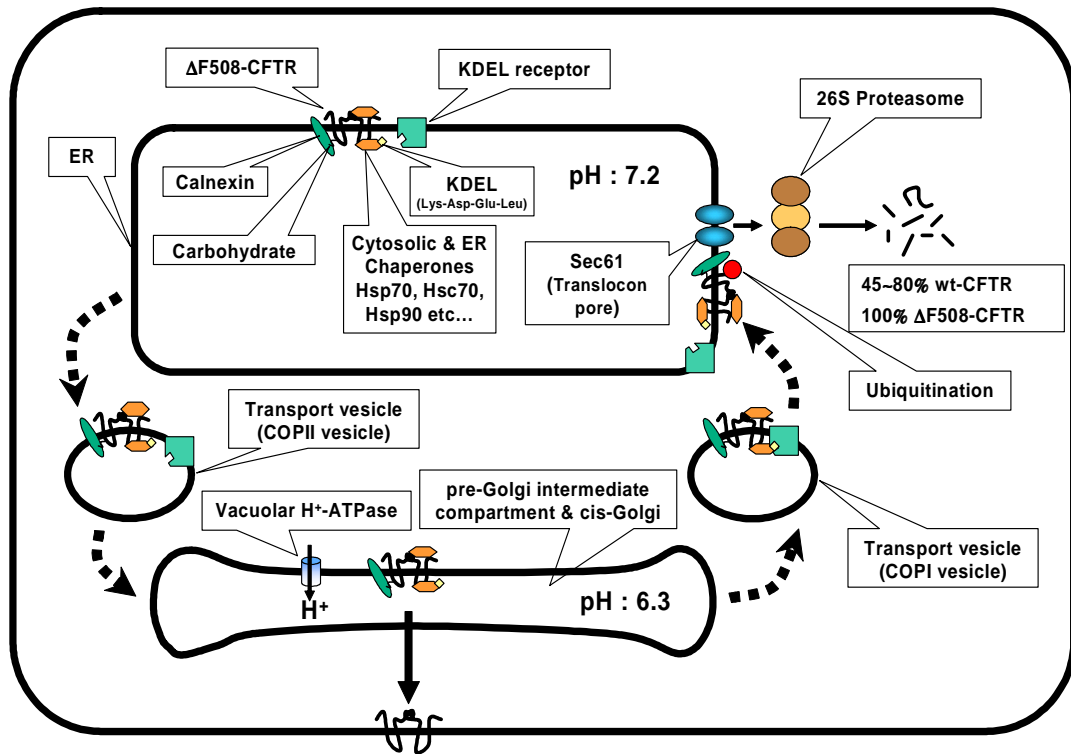 ΔF508-CFTR
KDEL receptor
26S Proteasome
ER
Calnexin
KDEL
(Lys-Asp-Glu-Leu)
pH : 7.2
Carbohydrate
Cytosolic & ER
Chaperones
Hsp70, Hsc70,
Hsp90 etc…
Sec61
(Translocon
pore)
45~80% wt-CFTR
100% ΔF508-CFTR
Ubiquitination
Transport vesicle
(COPII vesicle)
Vacuolar H⁺-ATPase
pre-Golgi intermediate
compartment & cis-Golgi
Transport vesicle
(COPI vesicle)
H⁺
pH : 6.3